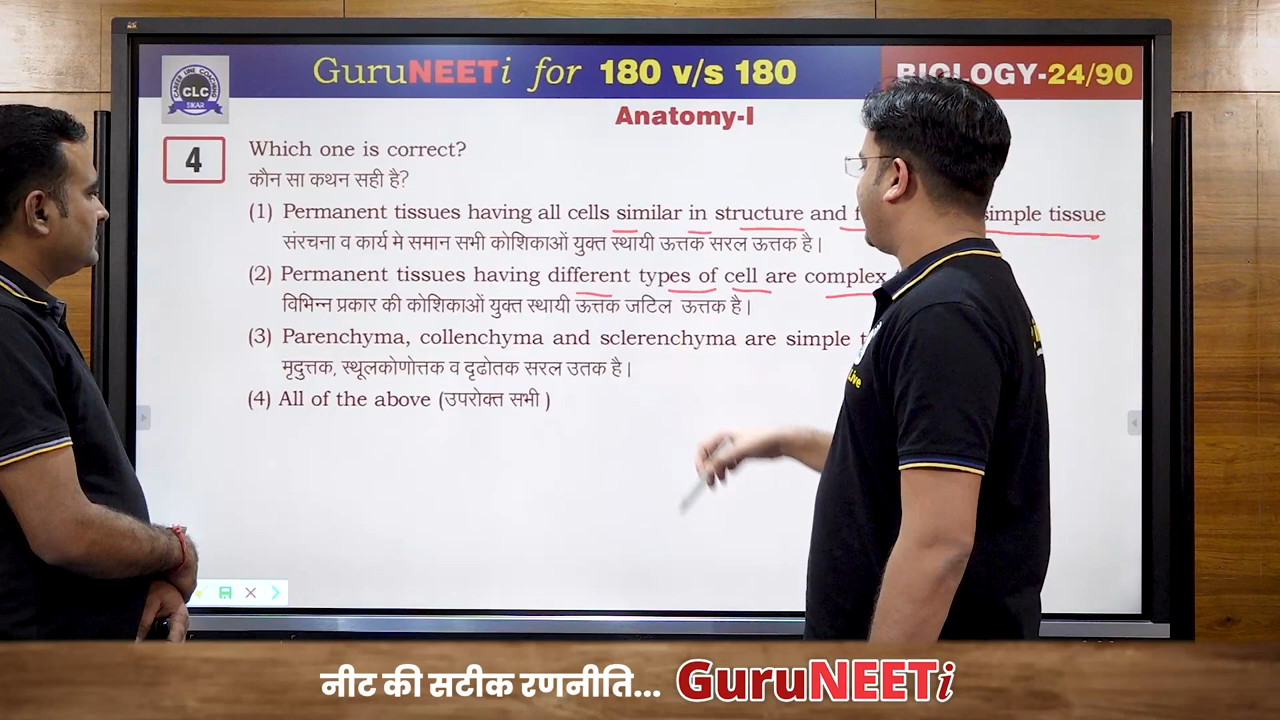 CAREER LINE COACHING
CLC
SIKAR
GuruNEETi for 180 v/s 180
BIOLOGY-24/90
Anatomy-I
4
Which one is correct?
कौन सा कथन सही है?
(1) Permanent tissues having all cells similar in structure and simple tissue
संरचना व कार्य मे समान सभी कोशिकाओं युक्त स्थायी ऊत्तक सरल ऊत्तक है।
(2) Permanent tissues having different types of cell are complex
विभिन्न प्रकार की कोशिकाओं युक्त स्थायी ऊत्तक जटिल ऊत्तक है।
(3) Parenchyma, collenchyma and sclerenchyma are simple
मृदुत्तक, स्थूलकोणोत्तक व दृढोतक सरल उतक है।
(4) All of the above (उपरोक्त सभी )
Live
नीट की सटीक रणनीति... GuruNEETi